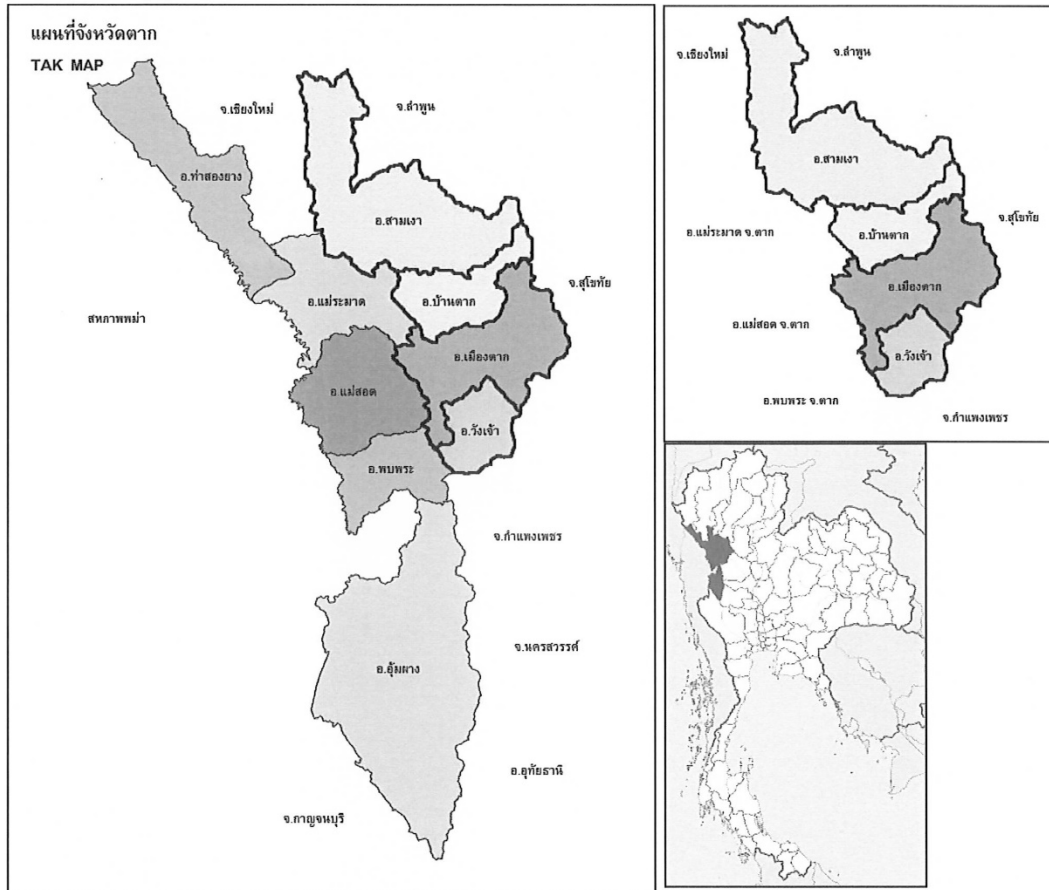 แผนที่จังหวัดตาก
TAK MAP
จ.เชียงใหม่
จ.ลำพูน
อ.ท่าสองยาง
อ.สามเงา
จ.สุโขทัย
อ.แม่ระมาด
อ.บ้านตาก
สหภาพพม่า
อ.เมืองตาก
อ.แม่สอด
อ.วังเจ้า
อ.พบพระ
จ.กำแพงเพชร
จ.นครสวรรค์
อ.อุ้มผาง
อ.อุทัยธานี
จ.กาญจนบุรี
จ.เชียงใหม่
จ.ลำพูน
อ.สามเงา
จ.สุโขทัย
อ.แม่ระมาด จ.ตาก
อ.บ้านตาก
อ.เมืองตาก
อ.แม่สอด จ.ตาก
อ.วังเจ้า
อ.พบพระ จ.ตาก
จ.กำแพงเพชร